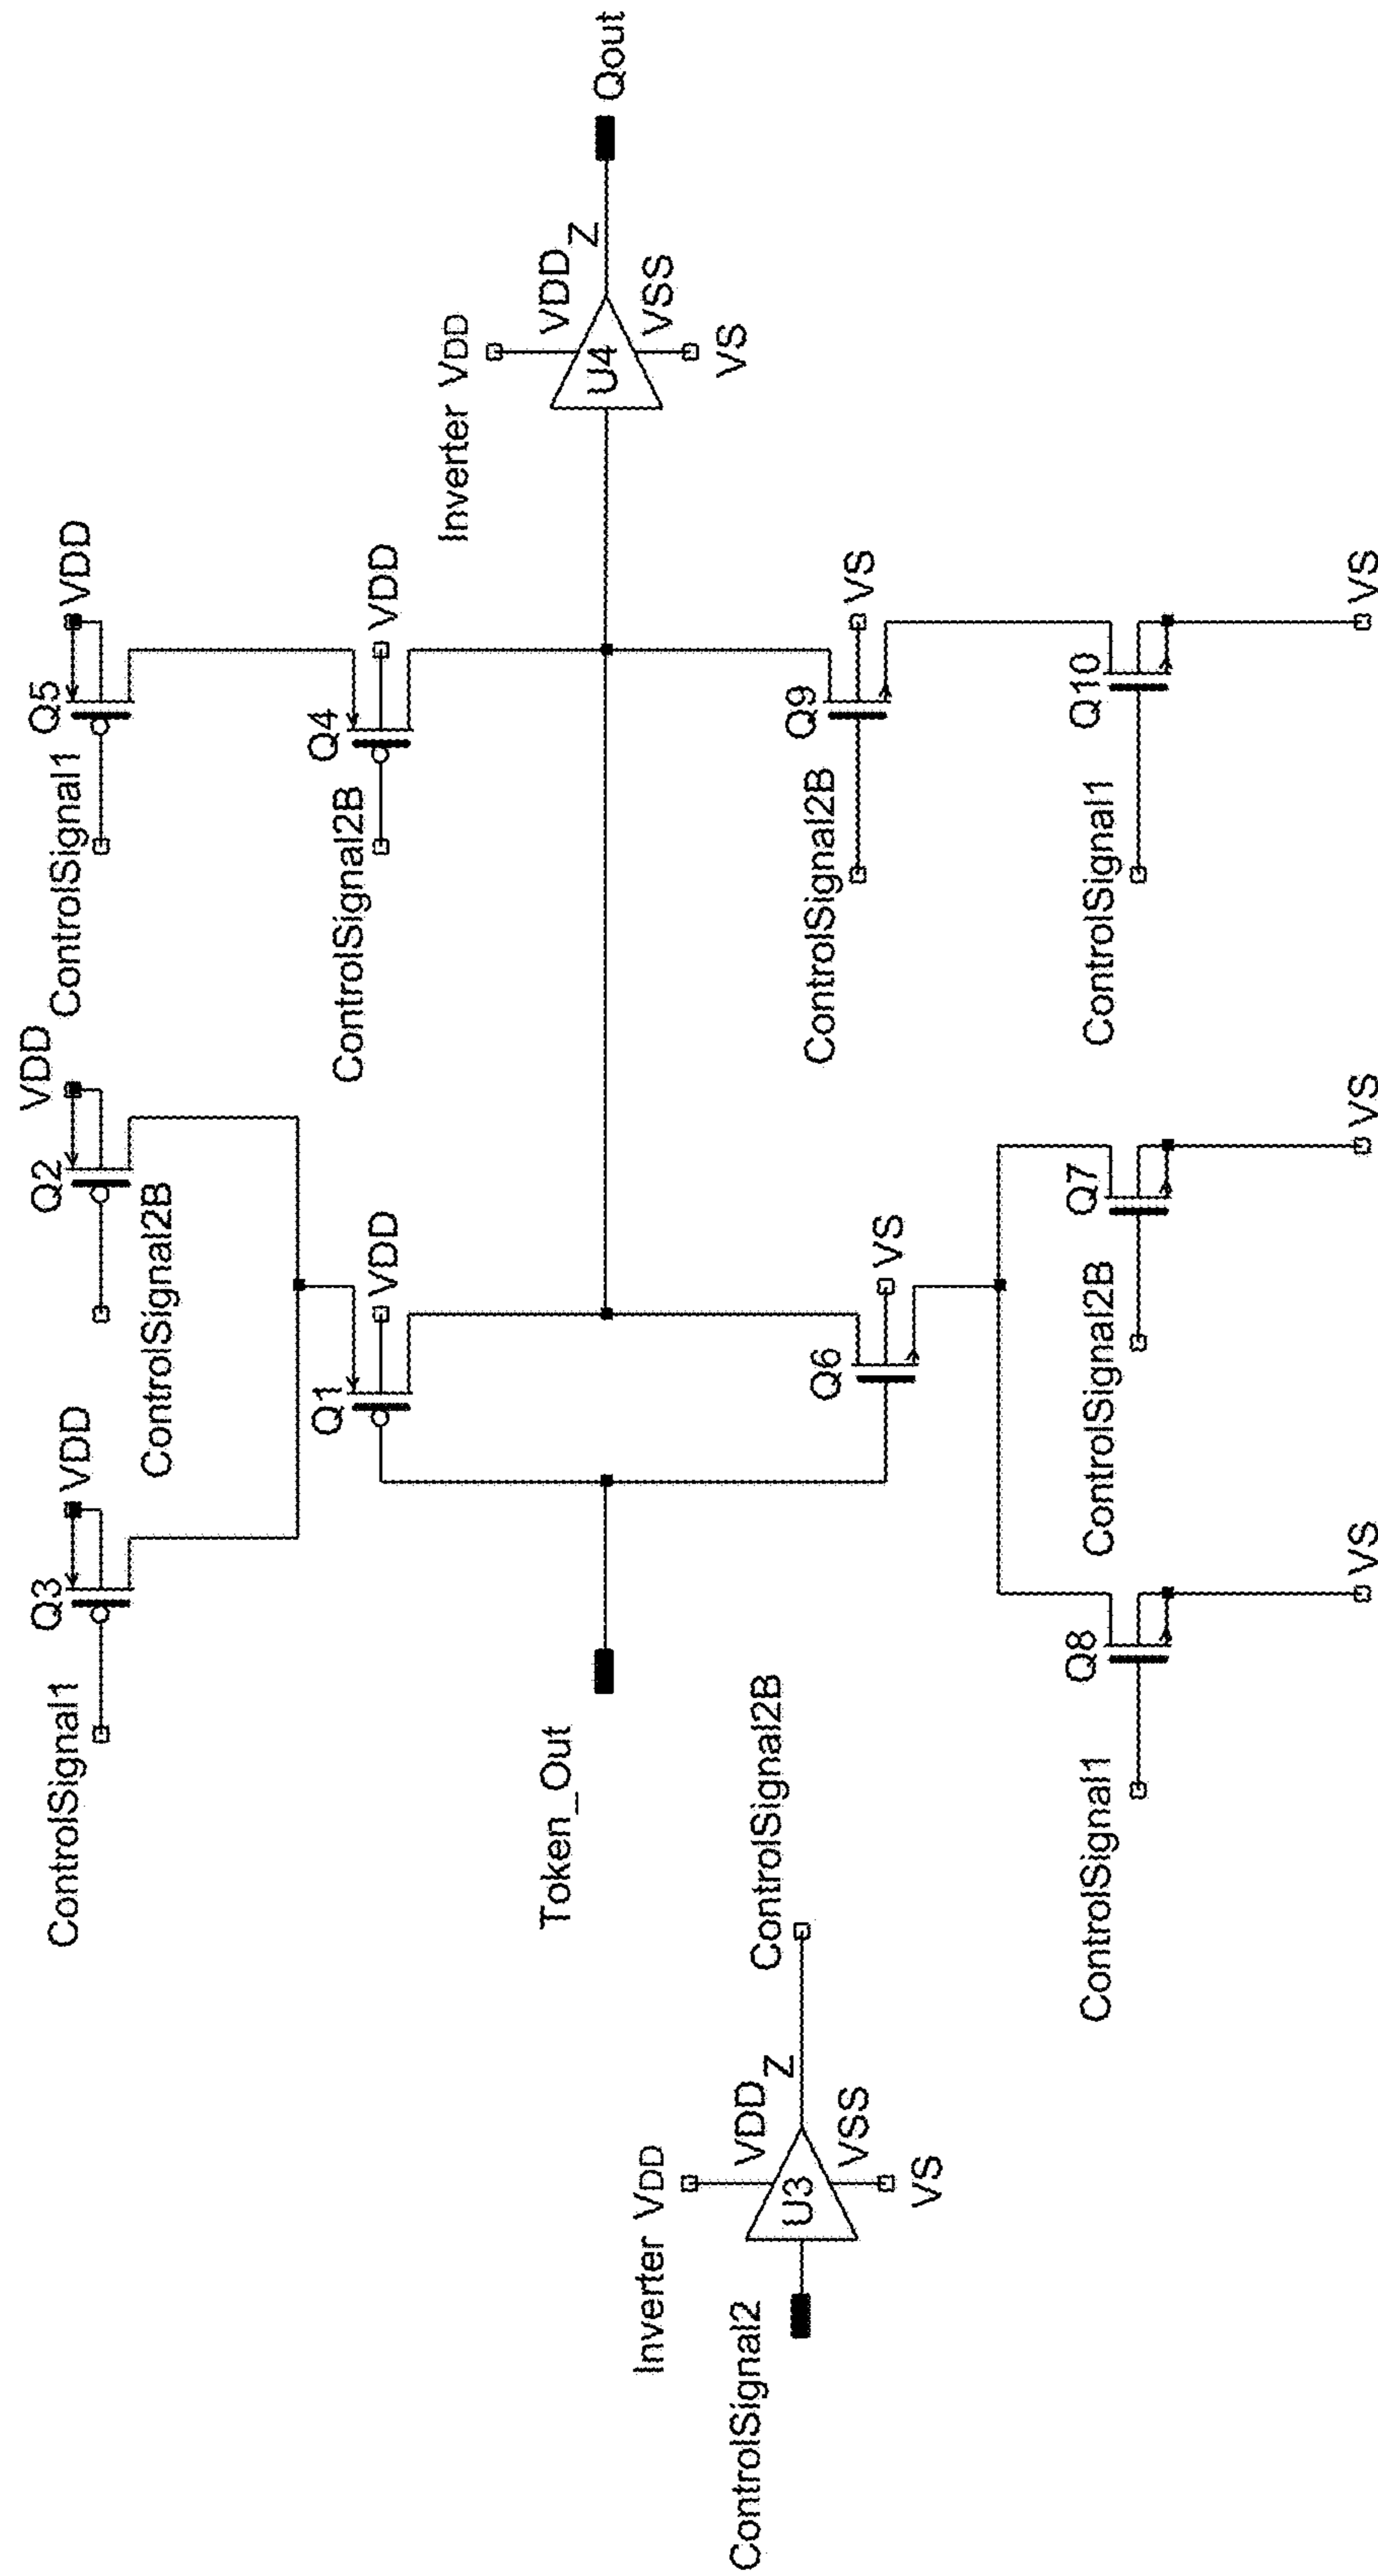 ControlSignal1
Q3
VDD
Q2
VDD
ControlSignal2B
ControlSignal1
Q5
VDD
Q1
VDD
ControlSignal2B
Q4
VDD
Token_Out
Inverter VDD
VDD
U4
Z
VSS
VS
Qout
Inverter VDD
VDD
ControlSignal2
U3
Z
VSS
VS
ControlSignal2B
Q6
VS
ControlSignal2B
Q9
VS
ControlSignal1
Q8
VS
ControlSignal2B
Q7
VS
ControlSignal1
Q10
VS